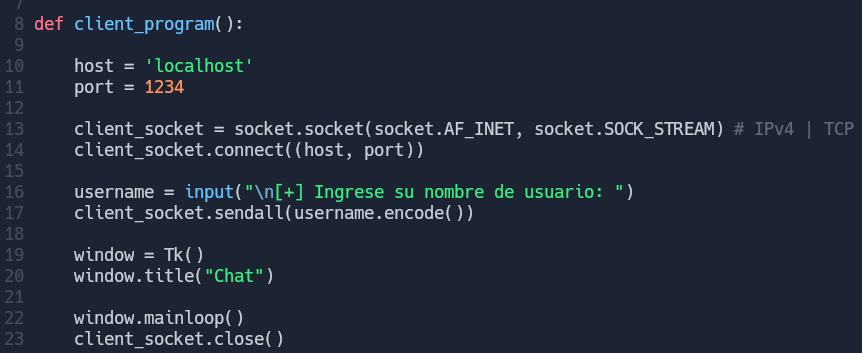 7
8 def client_program():
9
10 host = 'localhost'
11 port = 1234
12
13 client_socket = socket.socket(socket.AF_INET, socket.SOCK_STREAM) # IPv4 | TCP
14 client_socket.connect((host, port))
15
16 username = input("\n[+] Ingrese su nombre de usuario: ")
17 client_socket.sendall(username.encode())
18
19 window = Tk()
20 window.title("Chat")
21
22 window.mainloop()
23 client_socket.close()